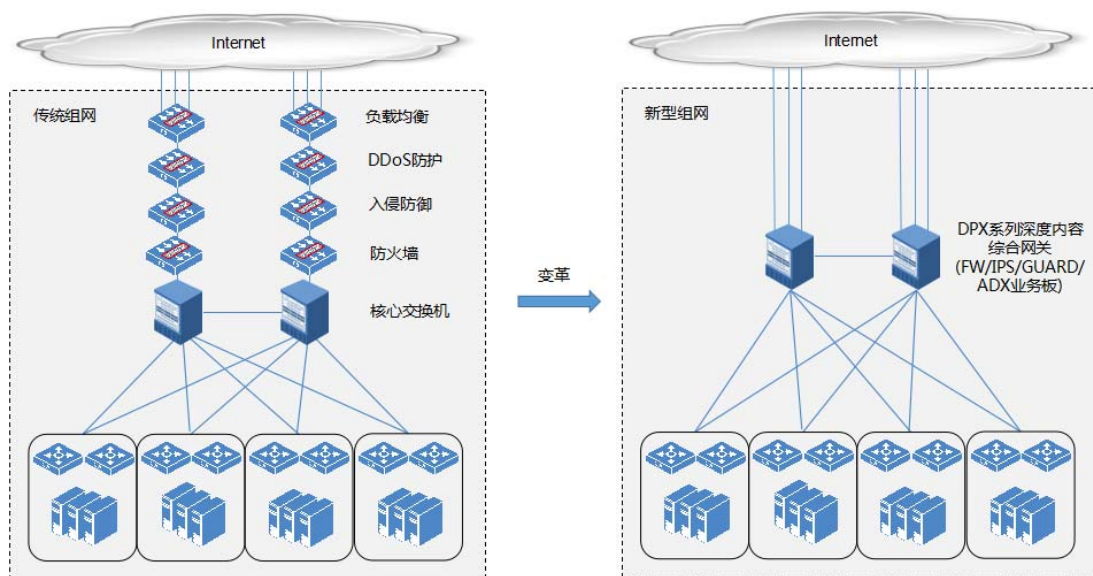 Internet
传统组网
负载均衡
DDoS防护
入侵防御
防火墙
核心交换机
变革
Internet
新型组网
DPX系列深度内容
综合网关
(FW/IPS/GUARD/
ADX业务板)